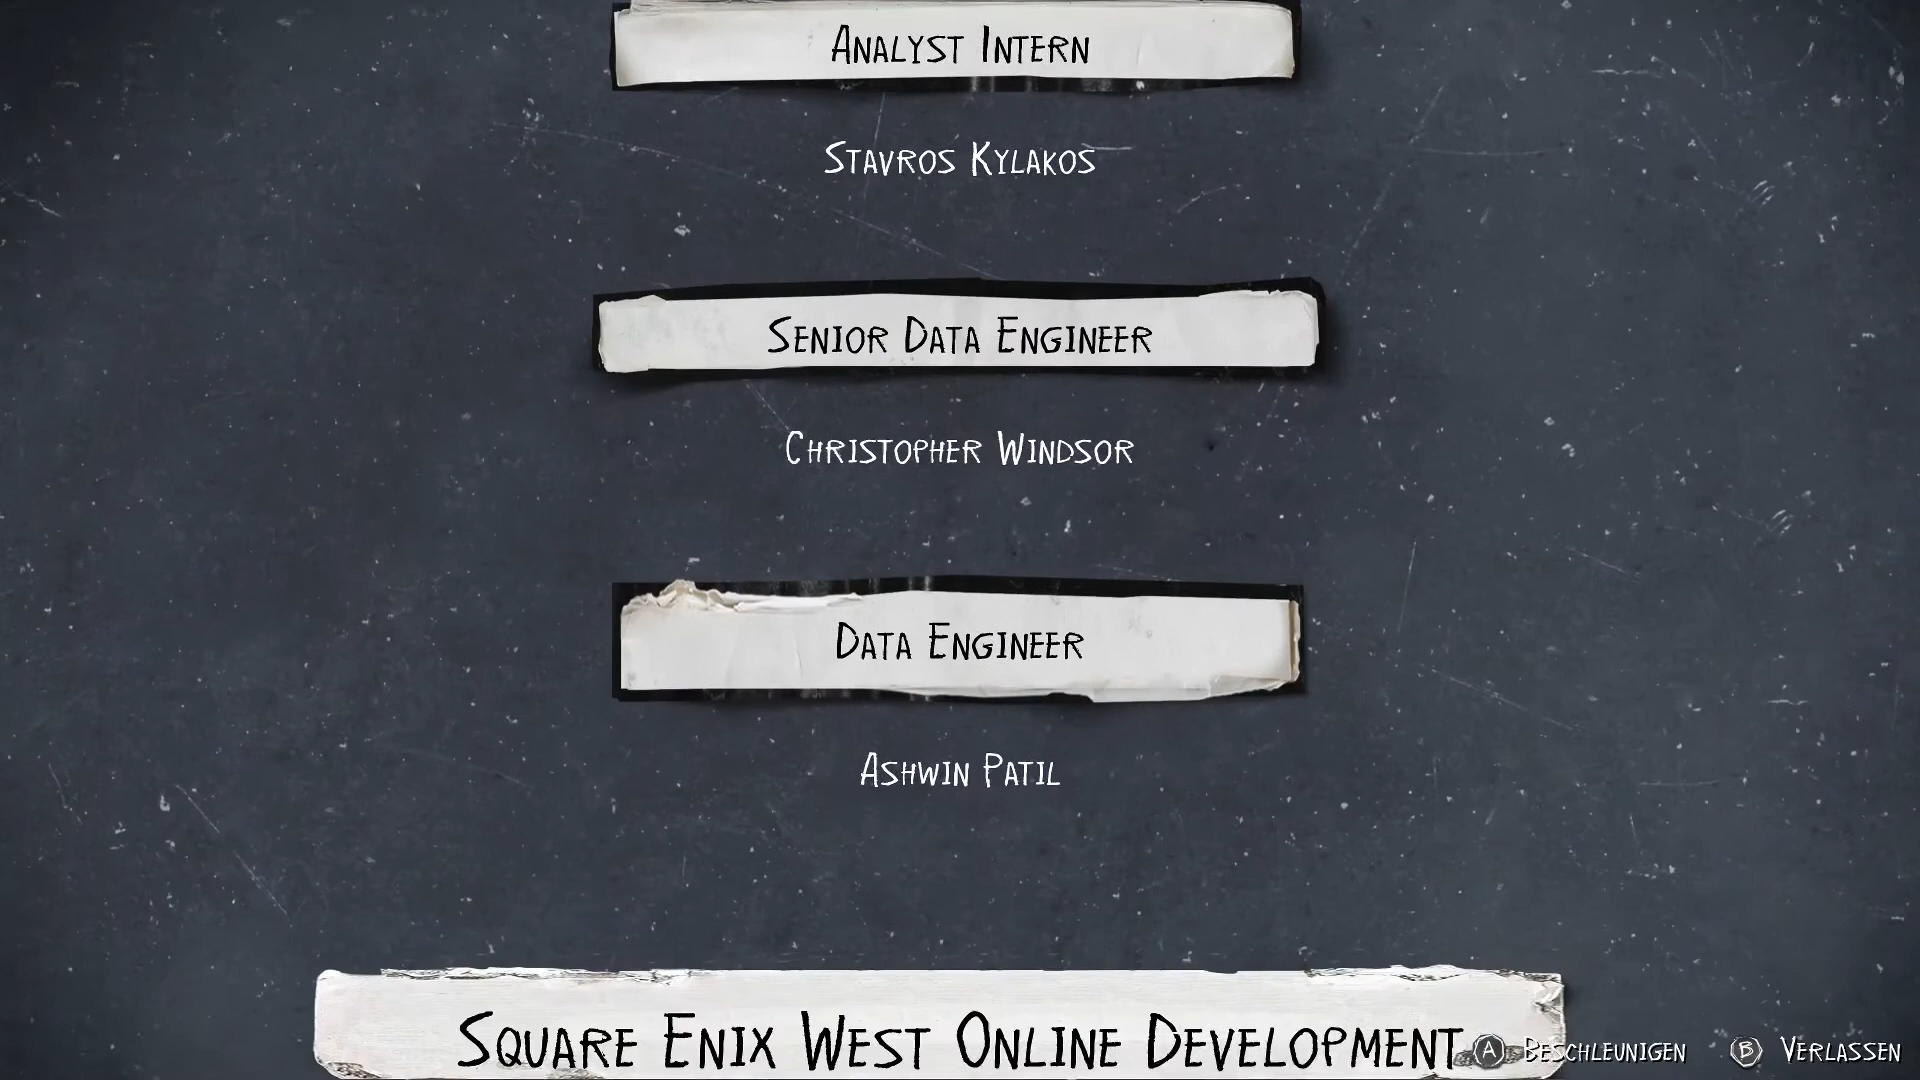 Analyst Intern
Stavros Kylakos
Senior Data Engineer
Christopher Windsor
Data Engineer
Ashwin Patil
Square Enix West Online Development
A Beschleunigen B Verlassen